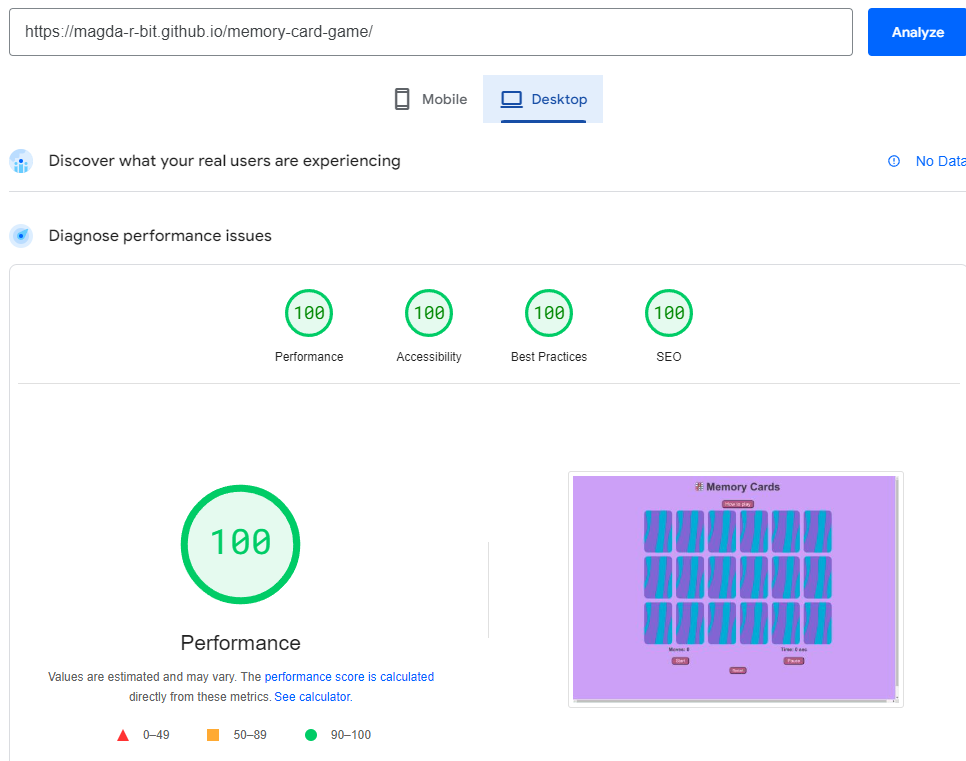 https://magda-r-bit.github.io/memory-card-game/
Analyze
Mobile
Desktop
Discover what your real users are experiencing
No Data
Diagnose performance issues
100 100 100 100
Performance Accessibility Best Practices SEO
100
Performance
Values are estimated and may vary. The performance score is calculated
directly from these metrics. See calculator.
0–49 50–89 90–100
Memory Cards
How to play
Moves: 0 Time: 0 sec
Start Pause